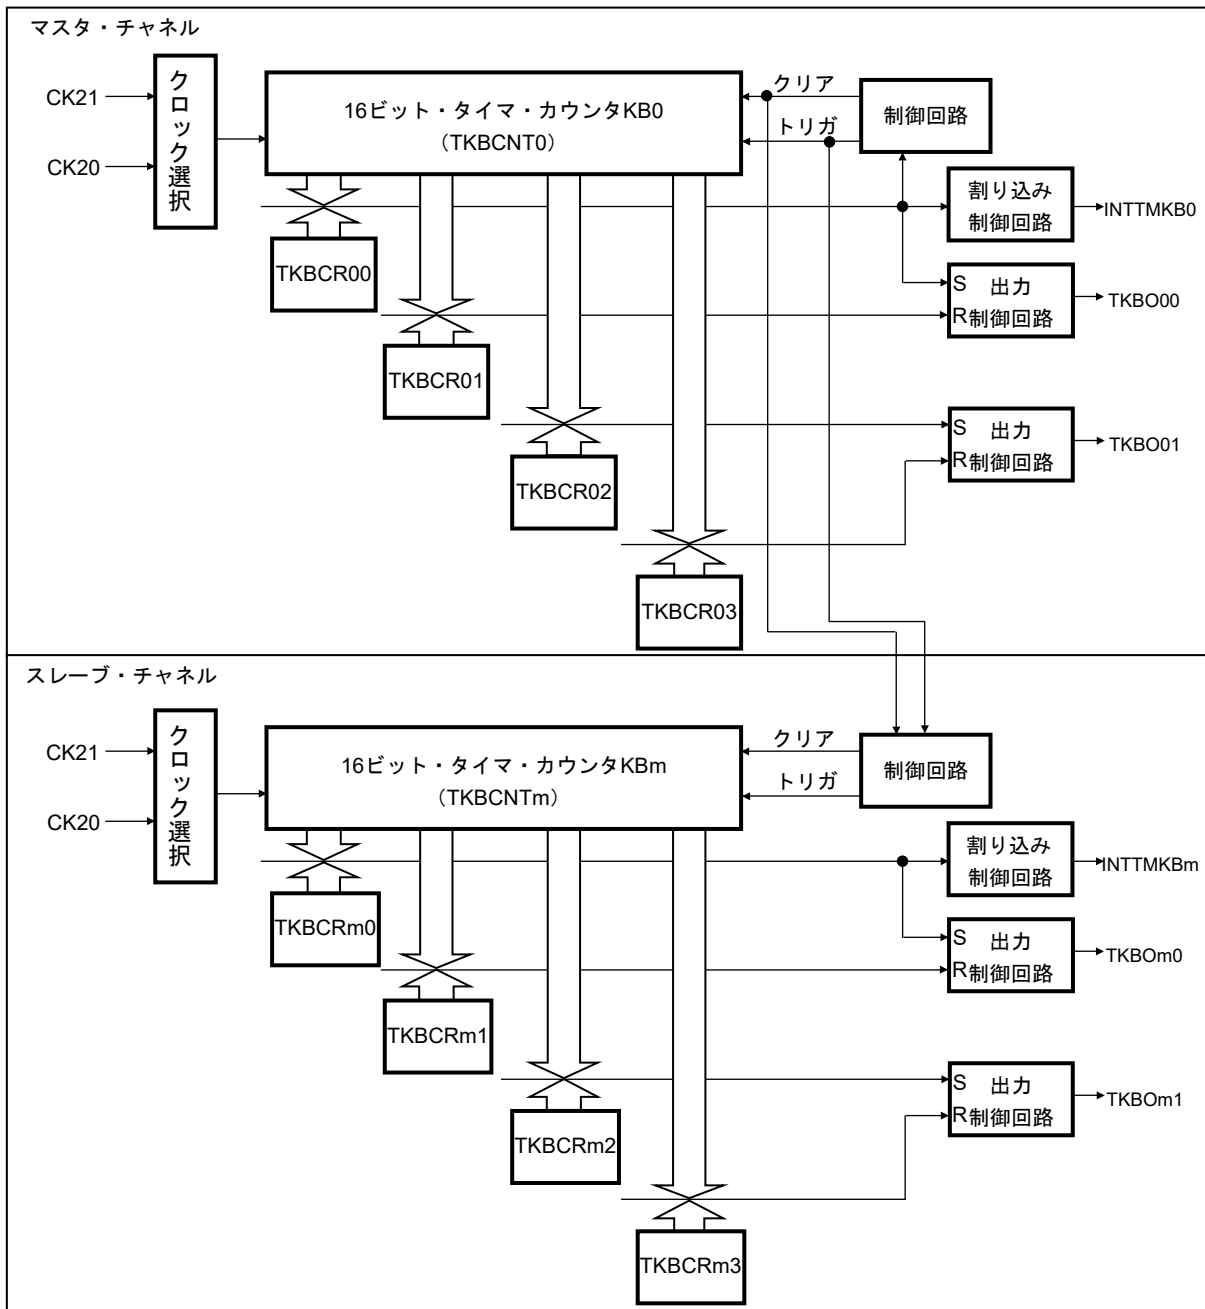 マスタ・チャネル
CK21
CK20
クロック選択
16ビット・タイマ・カウンタKB0
（TKBCNT0）
クリア
トリガ
制御回路
割り込み
制御回路
INTTMKB0
TKBCR00
S 出力
R制御回路
TKBO00
TKBCR01
S 出力
R制御回路
TKBO01
TKBCR02
TKBCR03
スレーブ・チャネル
CK21
CK20
クロック選択
16ビット・タイマ・カウンタKBm
（TKBCNTm）
クリア
トリガ
制御回路
割り込み
制御回路
INTTMKBm
TKBCRm0
S 出力
R制御回路
TKBOm0
TKBCRm1
S 出力
R制御回路
TKBOm1
TKBCRm2
TKBCRm3